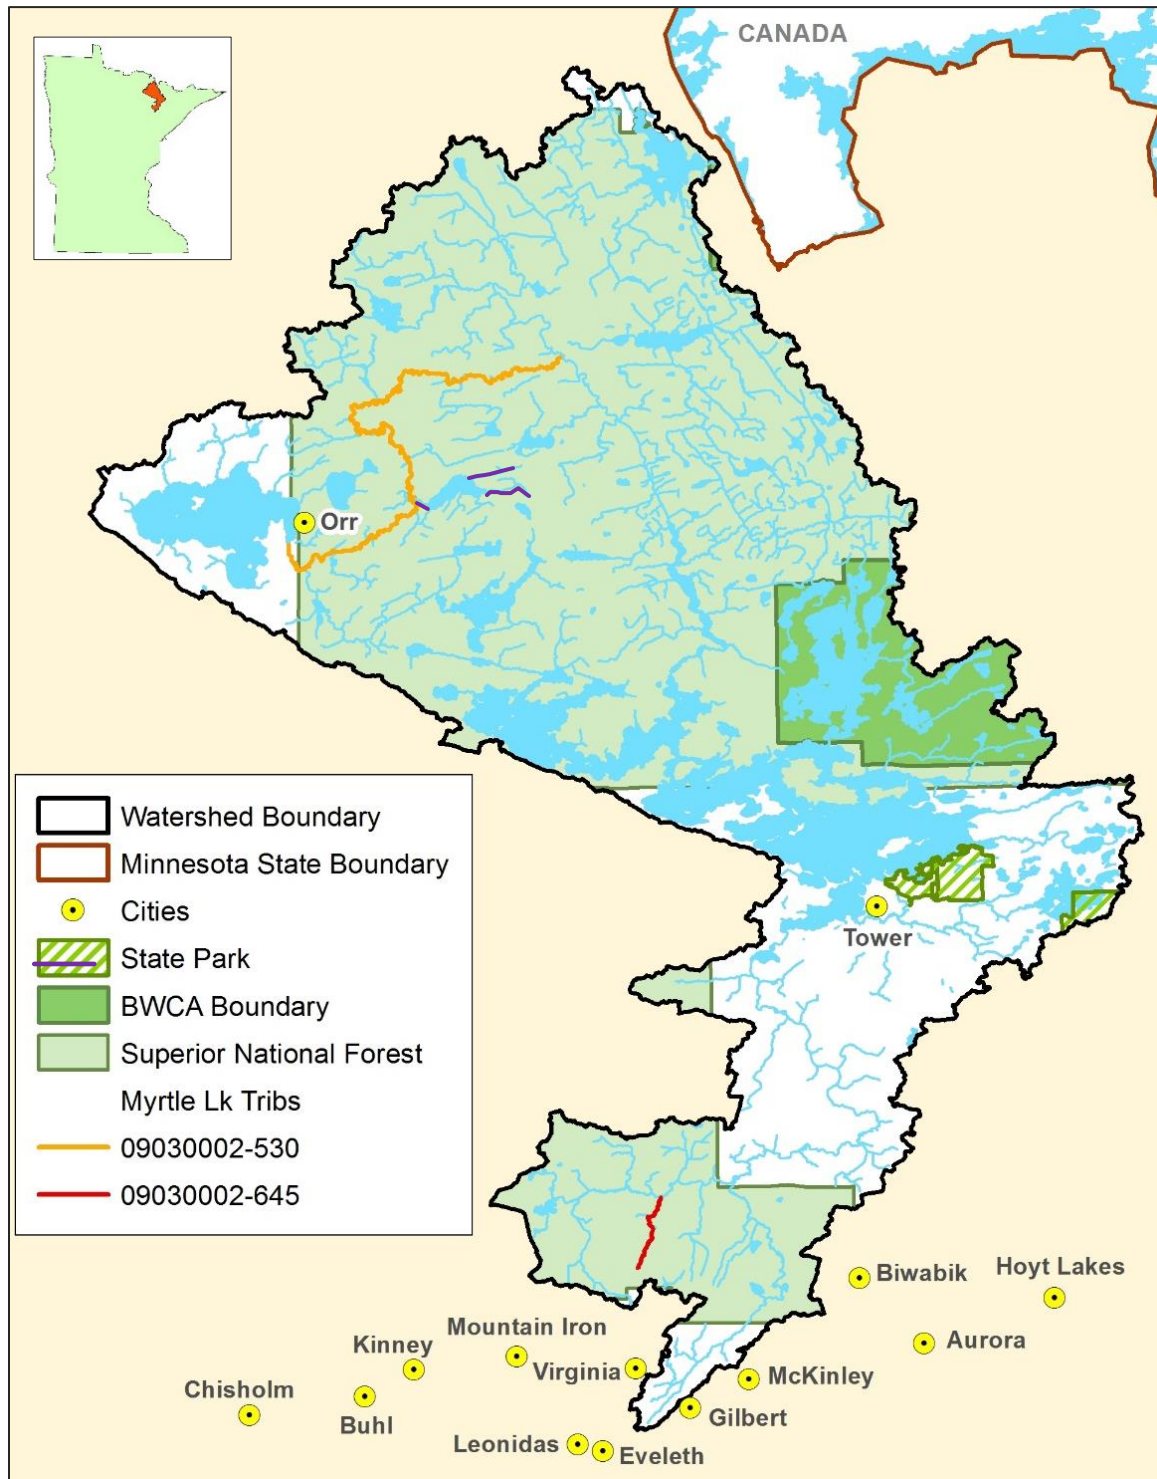 CANADA
Orr
Watershed Boundary
Minnesota State Boundary
Cities
State Park
BWCA Boundary
Superior National Forest
Myrtle Lk Tribs
09030002-530
09030002-645
Tower
Biwabik
Hoyt Lakes
Aurora
Mountain Iron
Kinney
Virginia
McKinley
Chisholm
Buhl
Gilbert
Leonidas
Eveleth